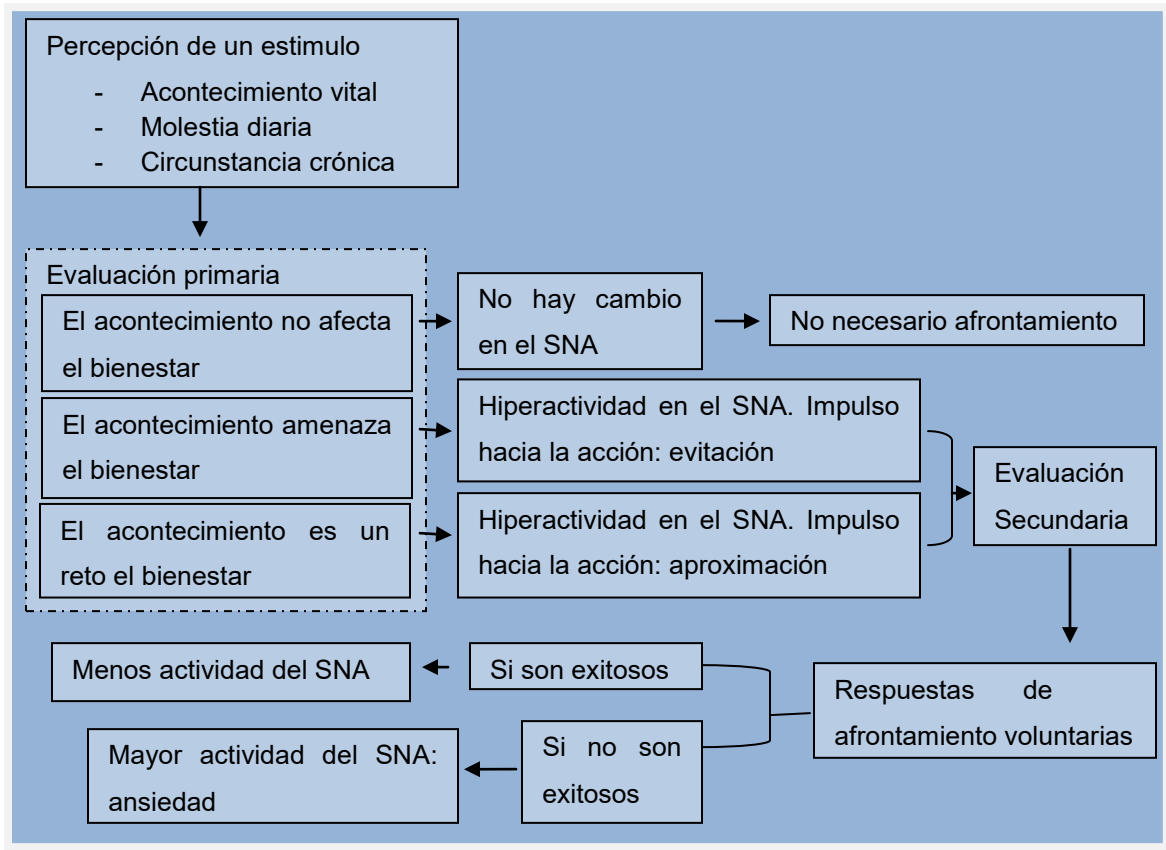 Percepción de un estimulo
- Acontecimiento vital
- Molestia diaria
- Circunstancia crónica
Evaluación primaria
El acontecimiento no afecta
el bienestar
No hay cambio
en el SNA
No necesario afrontamiento
El acontecimiento amenaza
el bienestar
Hiperactividad en el SNA. Impulso
hacia la acción: evitación
El acontecimiento es un
reto el bienestar
Hiperactividad en el SNA. Impulso
hacia la acción: aproximación
Evaluación
Secundaria
Respuestas de
afrontamiento voluntarias
Si son exitosos
Menos actividad del SNA
Si no son
exitosos
Mayor actividad del SNA:
ansiedad